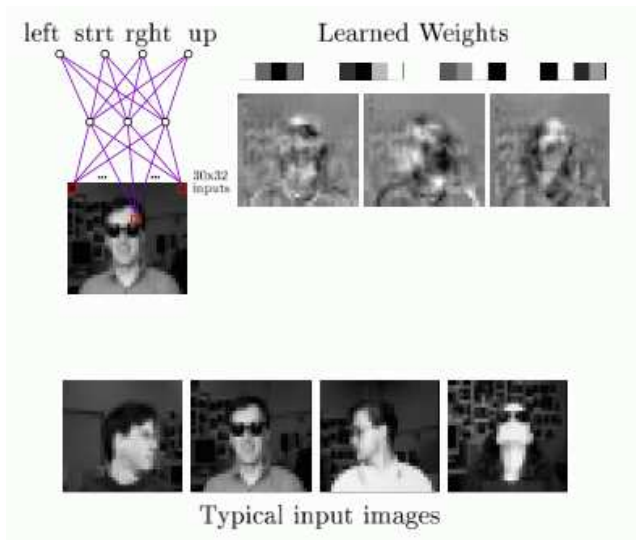 left strt rght up
Learned Weights
... ...
30x32
inputs
Typical input images